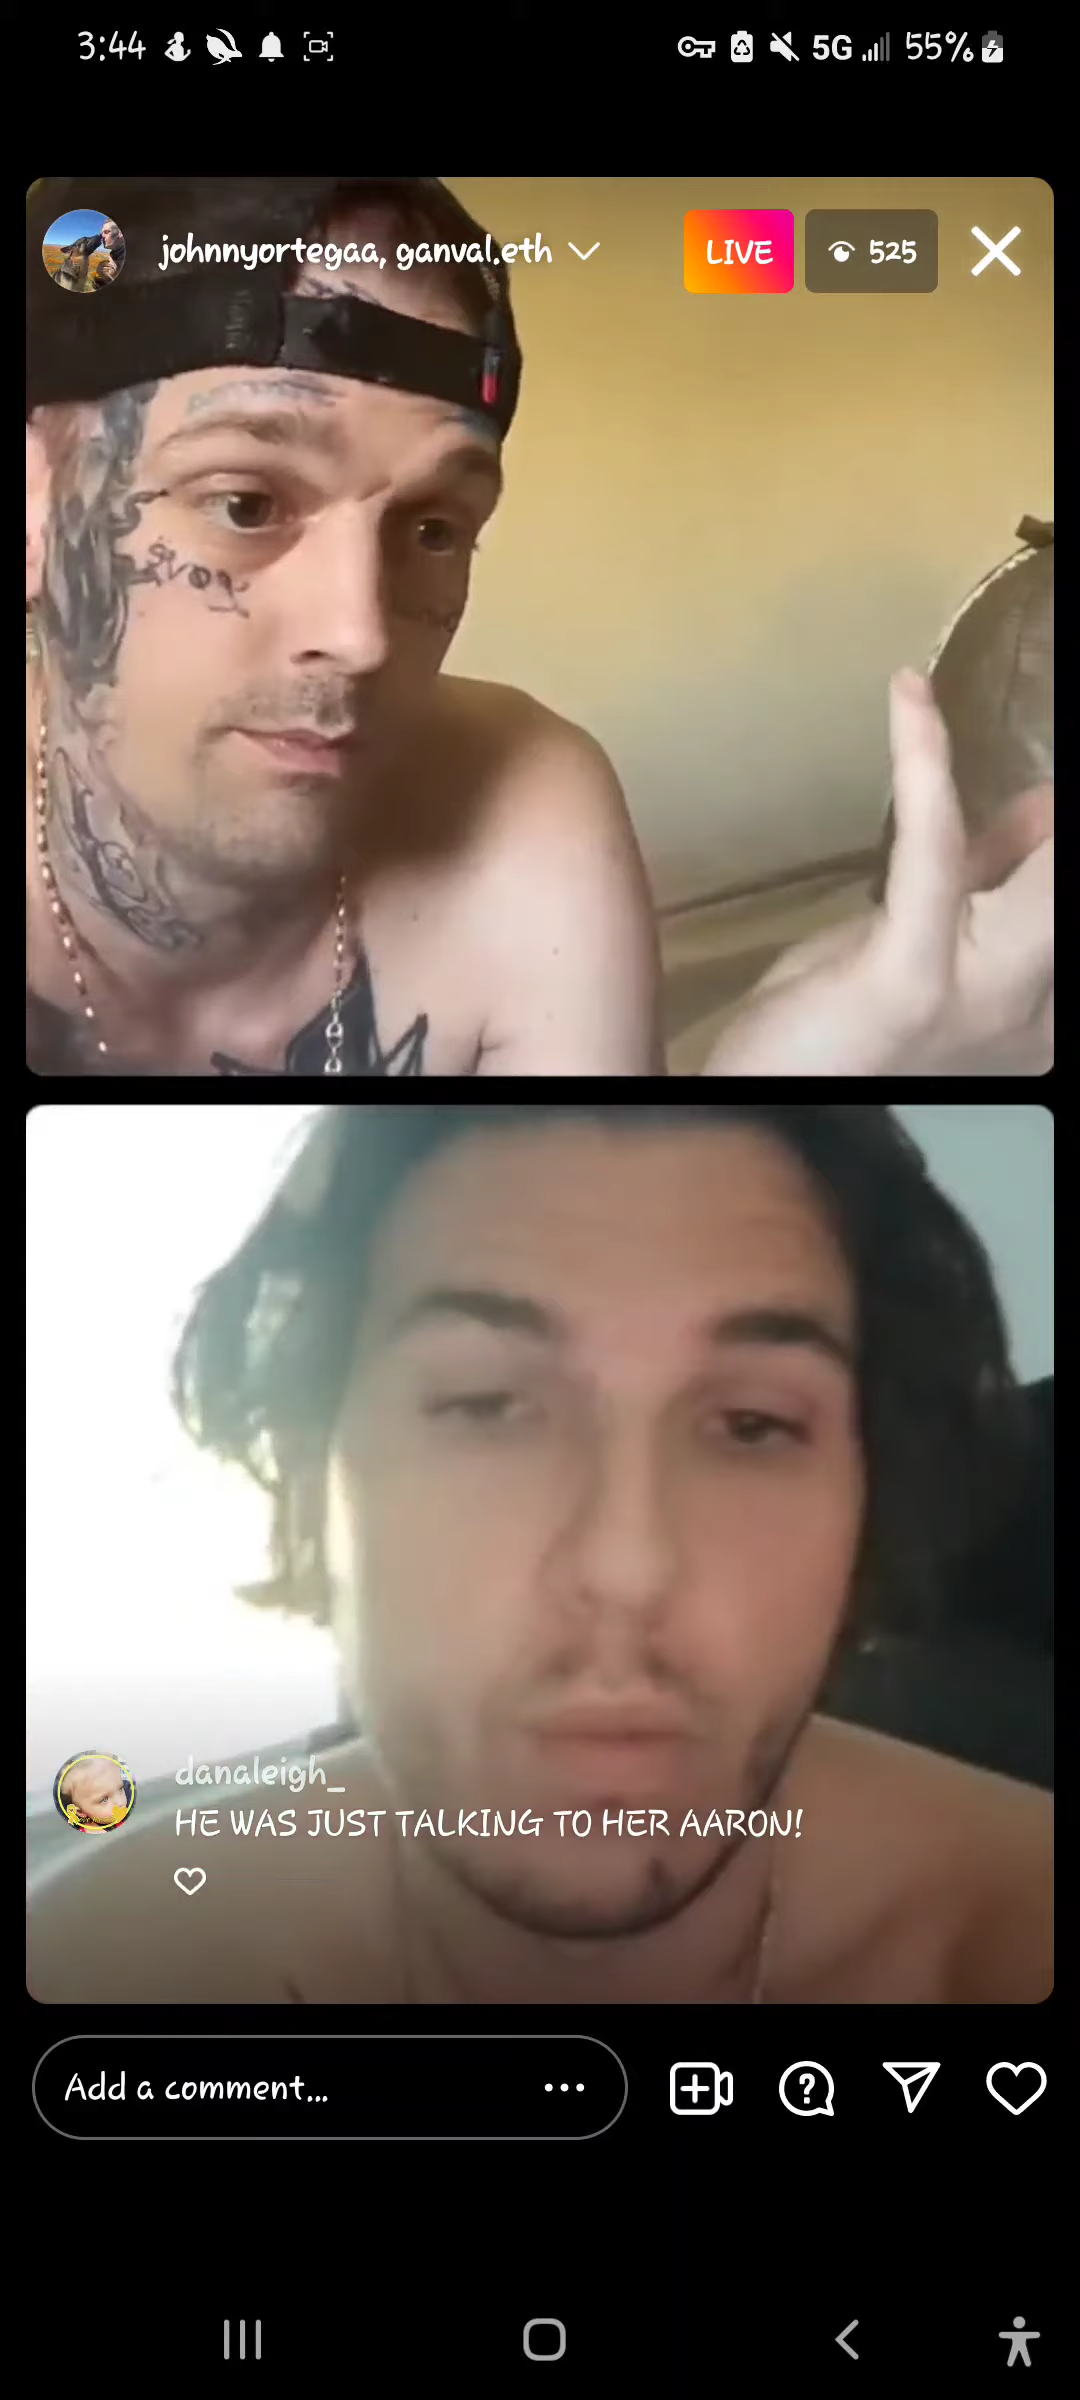 3:44
5G
55%
johnnyortegaa, ganval.eth
LIVE
525
danaleigh_
HE WAS JUST TALKING TO HER AARON!
Add a comment...